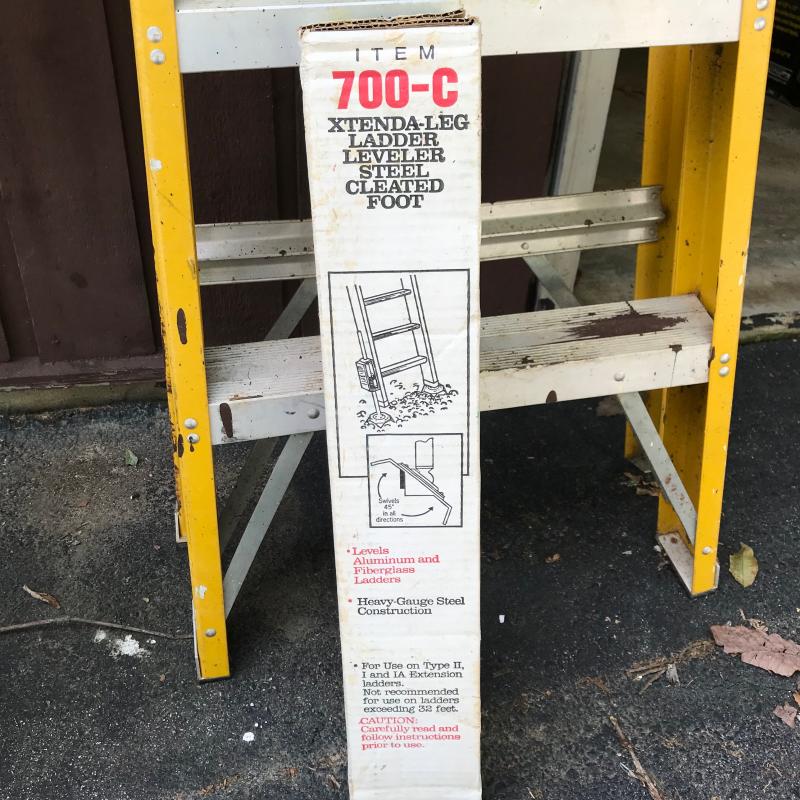 ITEM
700-C
XTENDA-LEG
LADDER
LEVELER
STEEL
CLEATED
FOOT
Swivels
45°
in all
directions
• Levels
Aluminum and
Fiberglass
Ladders
• Heavy-Gauge Steel
Construction
• For Use on Type II,
I and IA Extension
ladders.
Not recommended
for use on ladders
exceeding 32 feet.
CAUTION:
Carefully read and
follow instructions
prior to use.